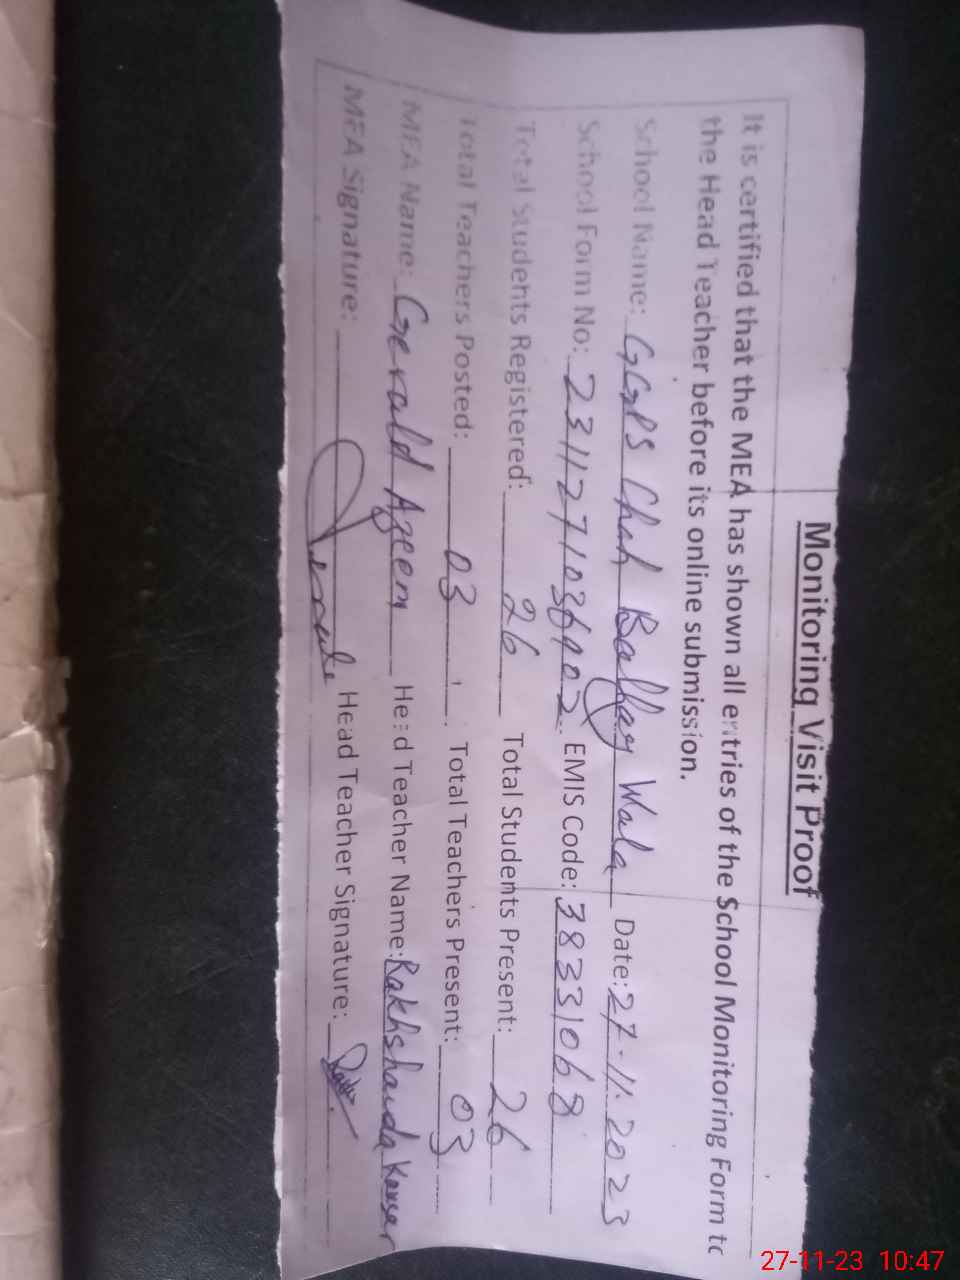 Monitoring Visit Proof
It is certified that the MEA has shown all entries of the School Monitoring Form to
the Head Teacher before its online submission.
School Name: GGPS Chah Wala Date: 27.11.2023
School Form No: EMIS Code: 38331068
Total Students Registered: 26 Total Students Present: 26
Total Teachers Posted: 03 Total Teachers Present: 03
MEA Name: Gerald Azeem Head Teacher Name: Rakhshanda Kousar
MEA Signature: Head Teacher Signature:
27-11-23 10:47